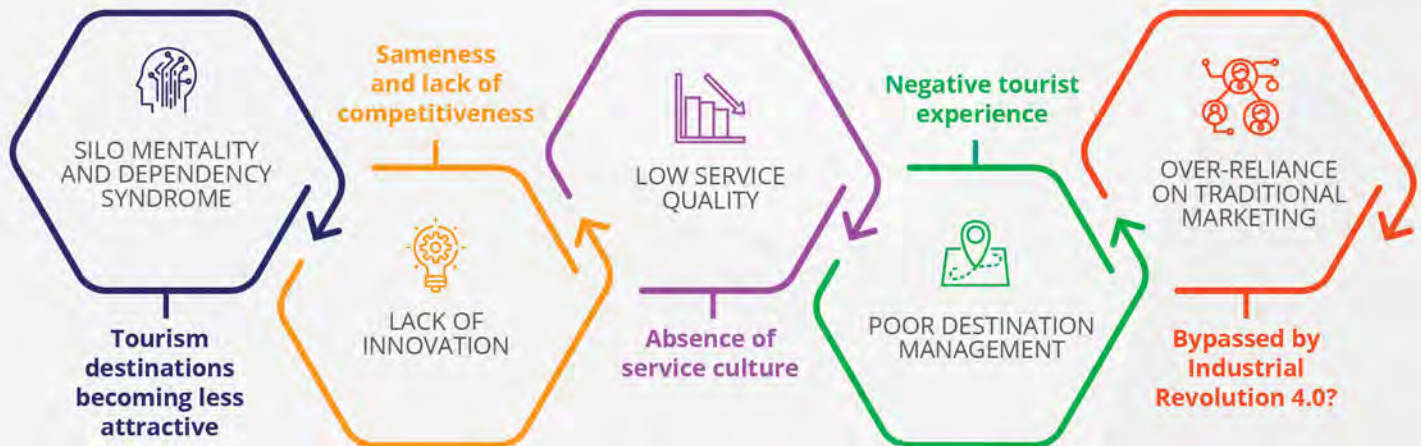 SILO MENTALITY
AND DEPENDENCY
SYNDROME
Tourism
destinations
becoming less
attractive
Sameness
and lack of
competitiveness
LACK OF
INNOVATION
LOW SERVICE
QUALITY
Absence of
service culture
Negative tourist
experience
POOR DESTINATION
MANAGEMENT
OVER-RELIANCE
ON TRADITIONAL
MARKETING
Bypassed by
Industrial
Revolution 4.0?